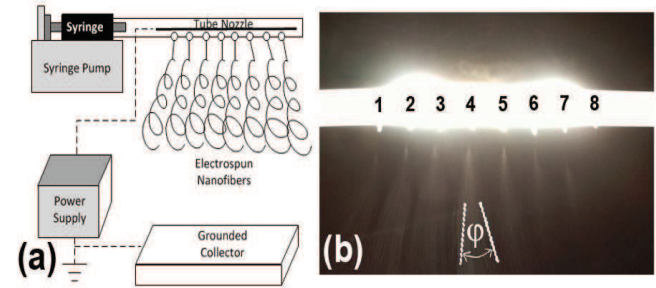 Syringe
Tube Nozzle
Syringe Pump
Electrospun
Nanofibers
Power
Supply
Grounded
Collector
(a)
1 2 3 4 5 6 7 8
φ
(b)